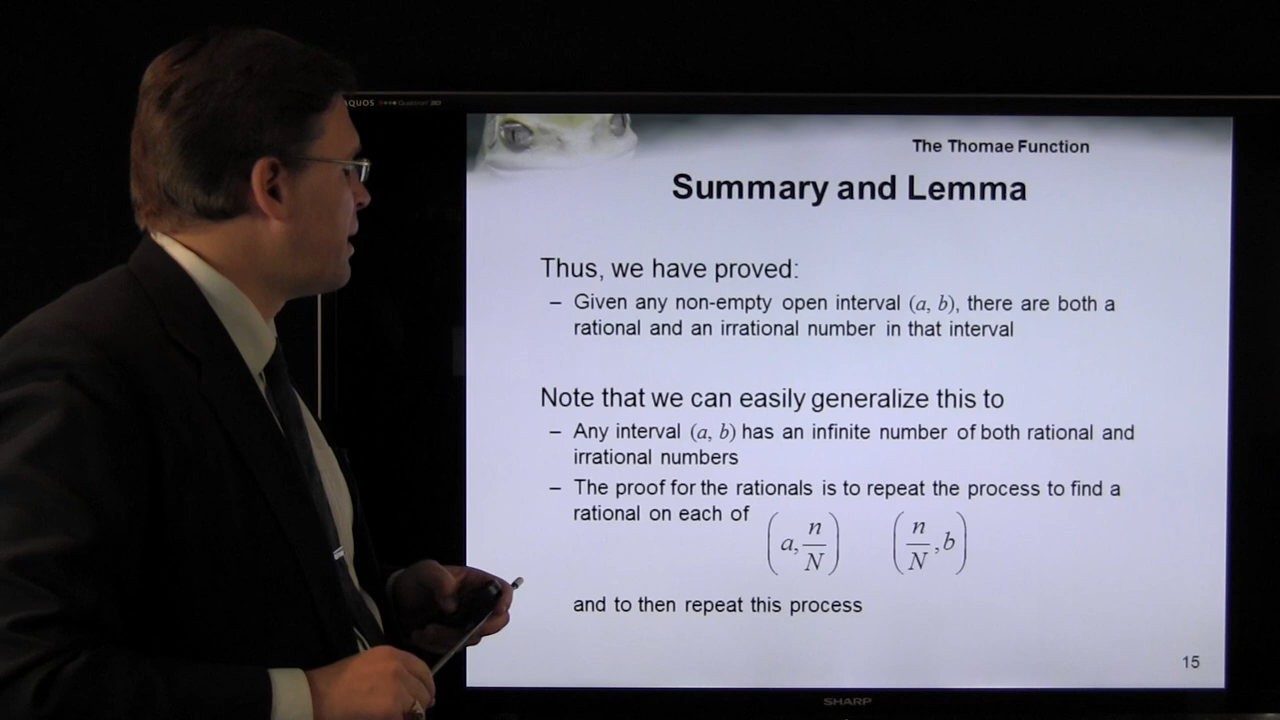 AQUOS
The Thomae Function
Summary and Lemma
Thus, we have proved:
– Given any non-empty open interval (a, b), there are both a
rational and an irrational number in that interval
Note that we can easily generalize this to
– Any interval (a, b) has an infinite number of both rational and
irrational numbers
– The proof for the rationals is to repeat the process to find a
rational on each of (a, n/N) (n/N, b)
and to then repeat this process
15
SHARP